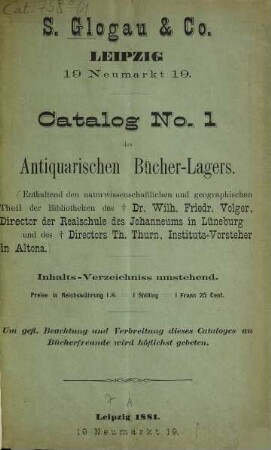 S. Glogau & Co.
LEIPZIG
19 Neumarkt 19.
Catalog No. 1
des
Antiquarischen Bücher-Lagers.
(Enthaltend den naturwissenschaftlichen und geographischen
Theil der Bibliotheken des † Dr. Wilh. Friedr. Volger,
Director der Realschule des Johanneums in Lüneburg
und des † Directors Th. Thurn, Instituts-Vorsteher
in Altona.)
Inhalts-Verzeichniss umstehend.
Preise in Reichswährung 1 ℳ 1 Shilling 1 Franc 25 Cent.
Um gefl. Beachtung und Verbreitung dieses Cataloges an
Bücherfreunde wird höflichst gebeten.
Leipzig 1881.
19 Neumarkt 19.